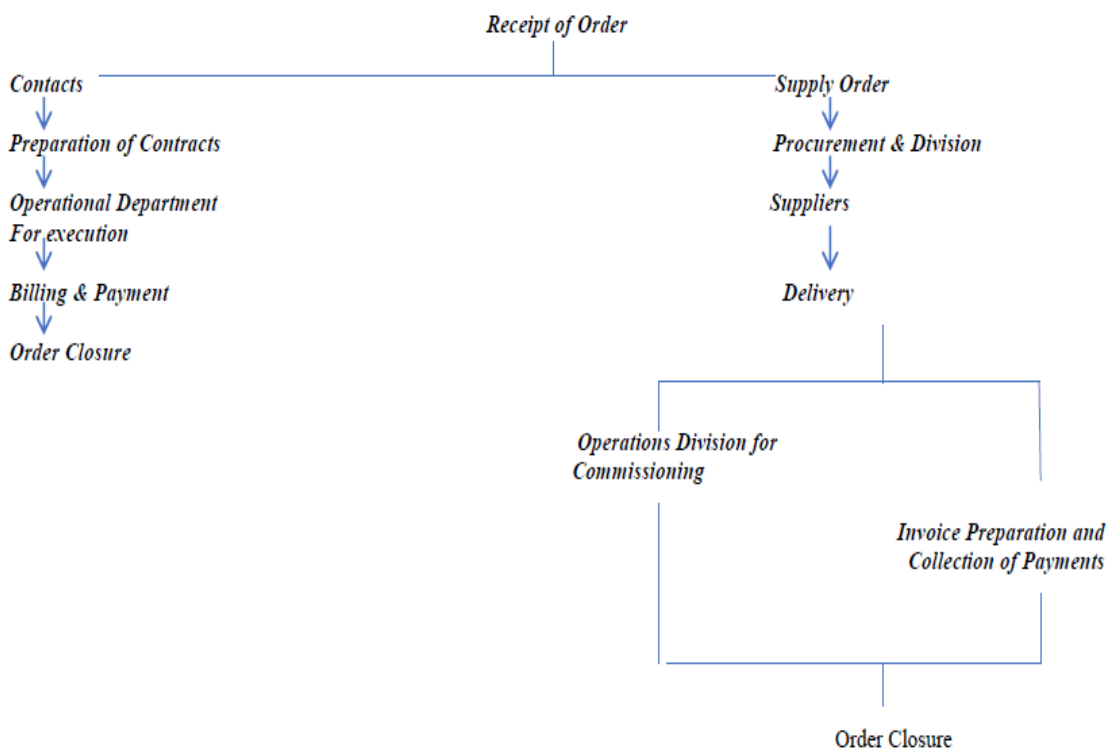 Receipt of Order
Contacts
Supply Order
Preparation of Contracts
Procurement & Division
Operational Department
For execution
Suppliers
Billing & Payment
Delivery
Order Closure
Operations Division for
Commissioning
Invoice Preparation and
Collection of Payments
Order Closure